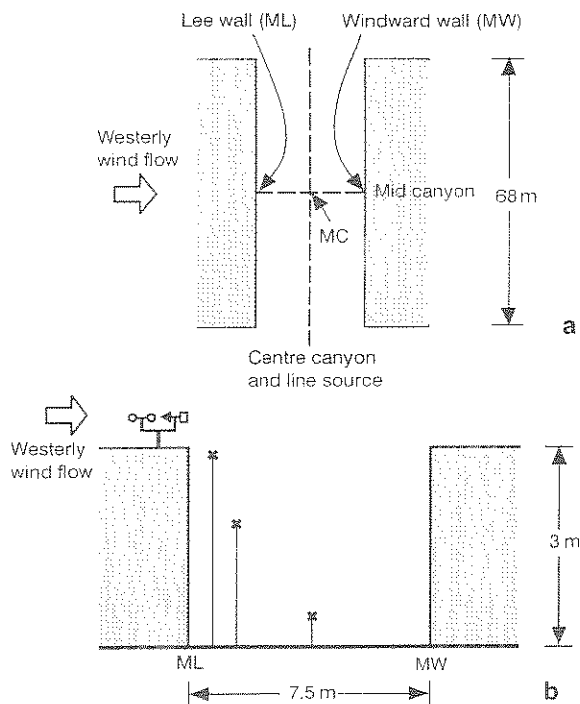 Lee wall (ML)
Windward wall (MW)
Westerly
wind flow
Mid canyon
68 m
MC
a
Centre canyon
and line source
Westerly
wind flow
3 m
ML
MW
7.5 m
b